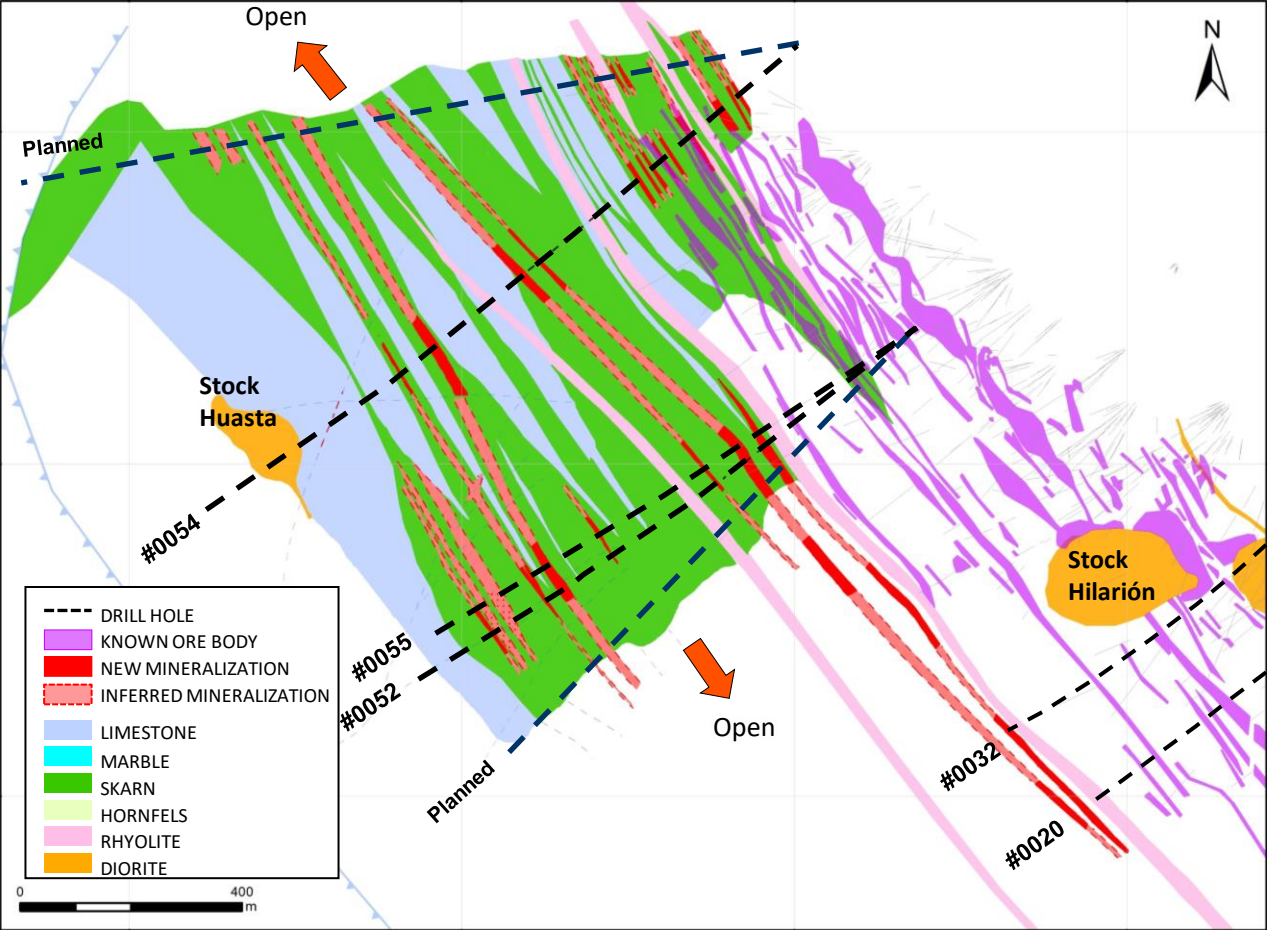 Open
N
Planned
Stock
Huasta
#0054
Stock
Hilarión
#0055
#0052
Open
Planned
#0032
#0020
DRILL HOLE
KNOWN ORE BODY
NEW MINERALIZATION
INFERRED MINERALIZATION
LIMESTONE
MARBLE
SKARN
HORNFELS
RHYOLITE
DIORITE
0 400
m